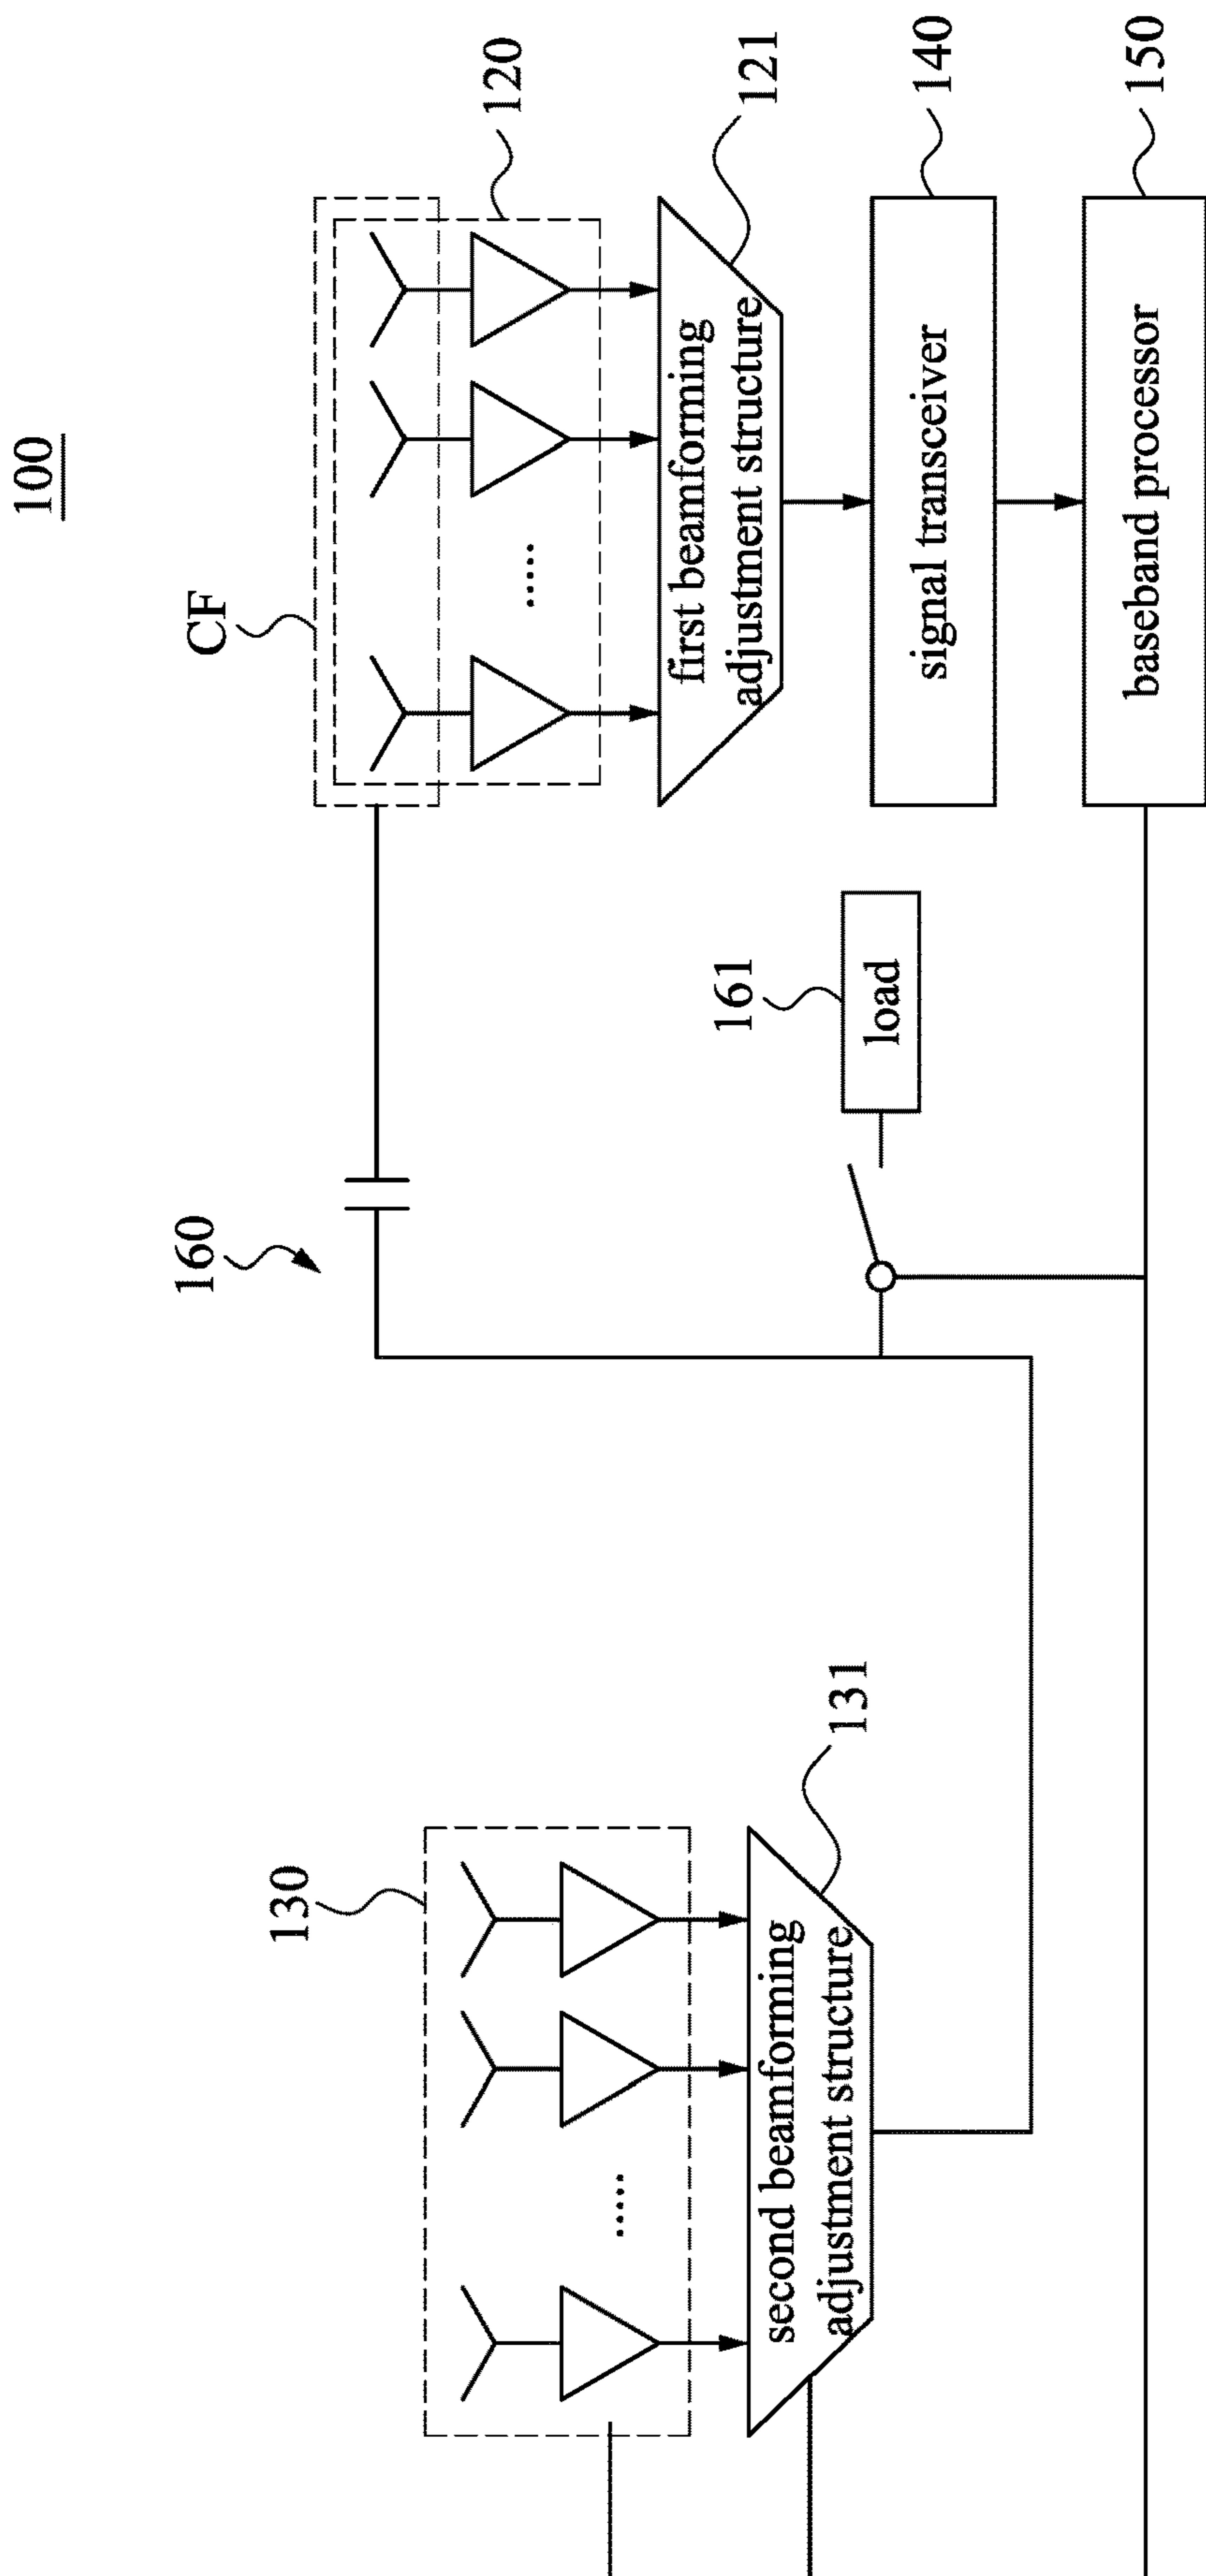 100
CF
120
first beamforming
adjustment structure
121
signal transceiver
140
baseband processor
150
160
161
load
130
second beamforming
adjustment structure
131
.....
.....